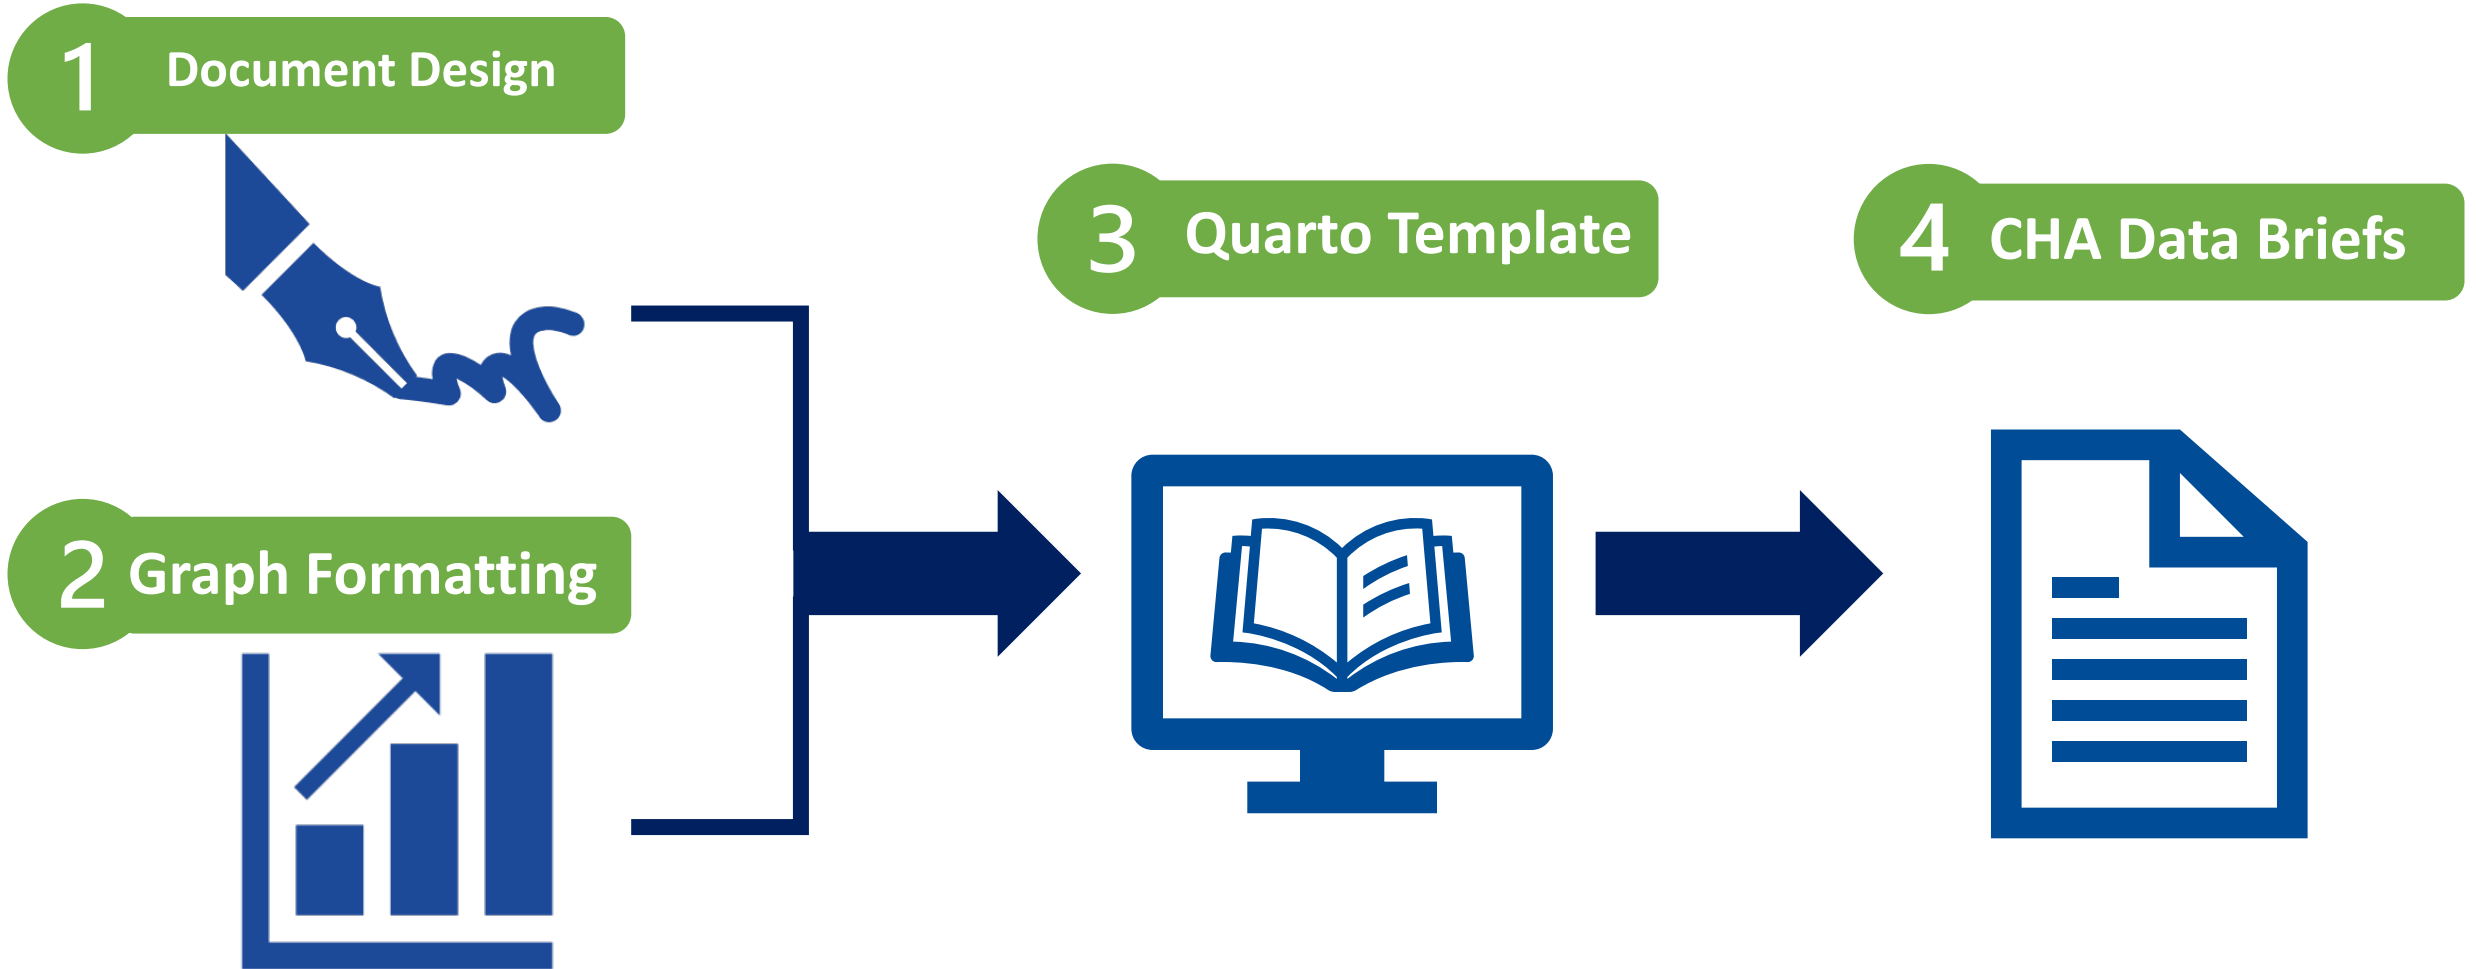 1 Document Design
2 Graph Formatting
3 Quarto Template
4 CHA Data Briefs